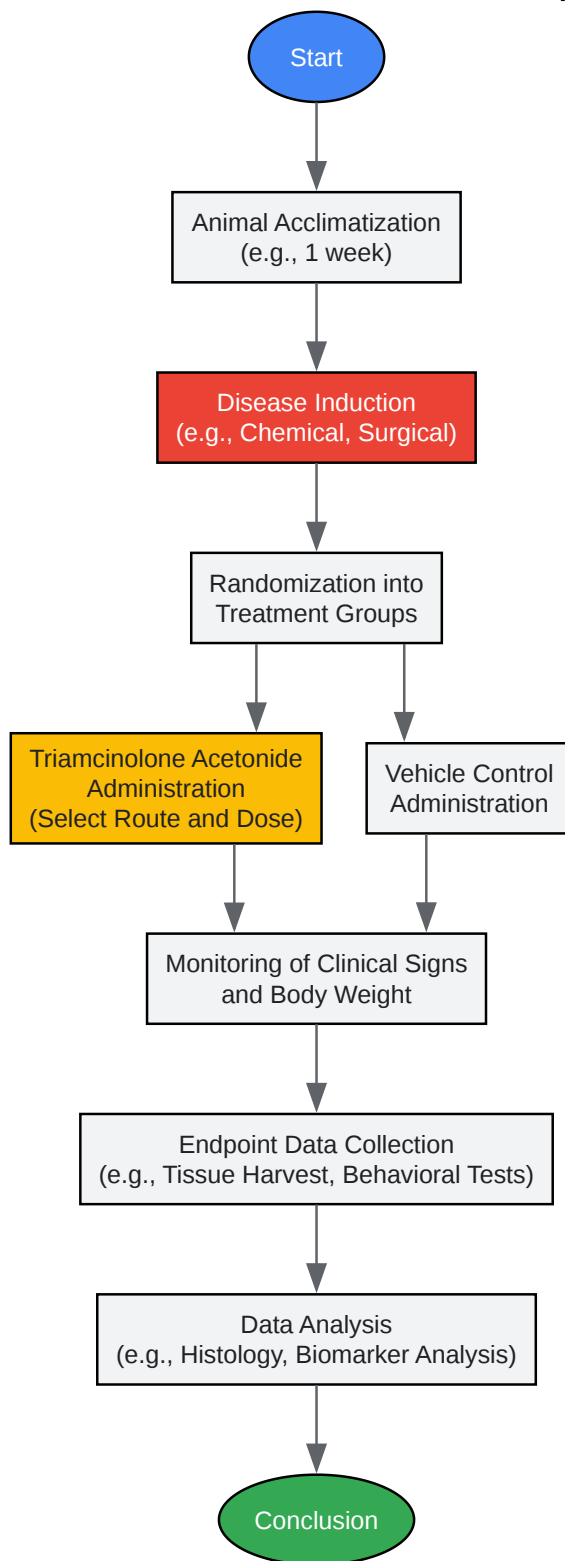 Start
Animal Acclimatization
(e.g., 1 week)
Disease Induction
(e.g., Chemical, Surgical)
Randomization into
Treatment Groups
Triamcinolone Acetonide
Administration
(Select Route and Dose)
Vehicle Control
Administration
Monitoring of Clinical Signs
and Body Weight
Endpoint Data Collection
(e.g., Tissue Harvest, Behavioral Tests)
Data Analysis
(e.g., Histology, Biomarker Analysis)
Conclusion